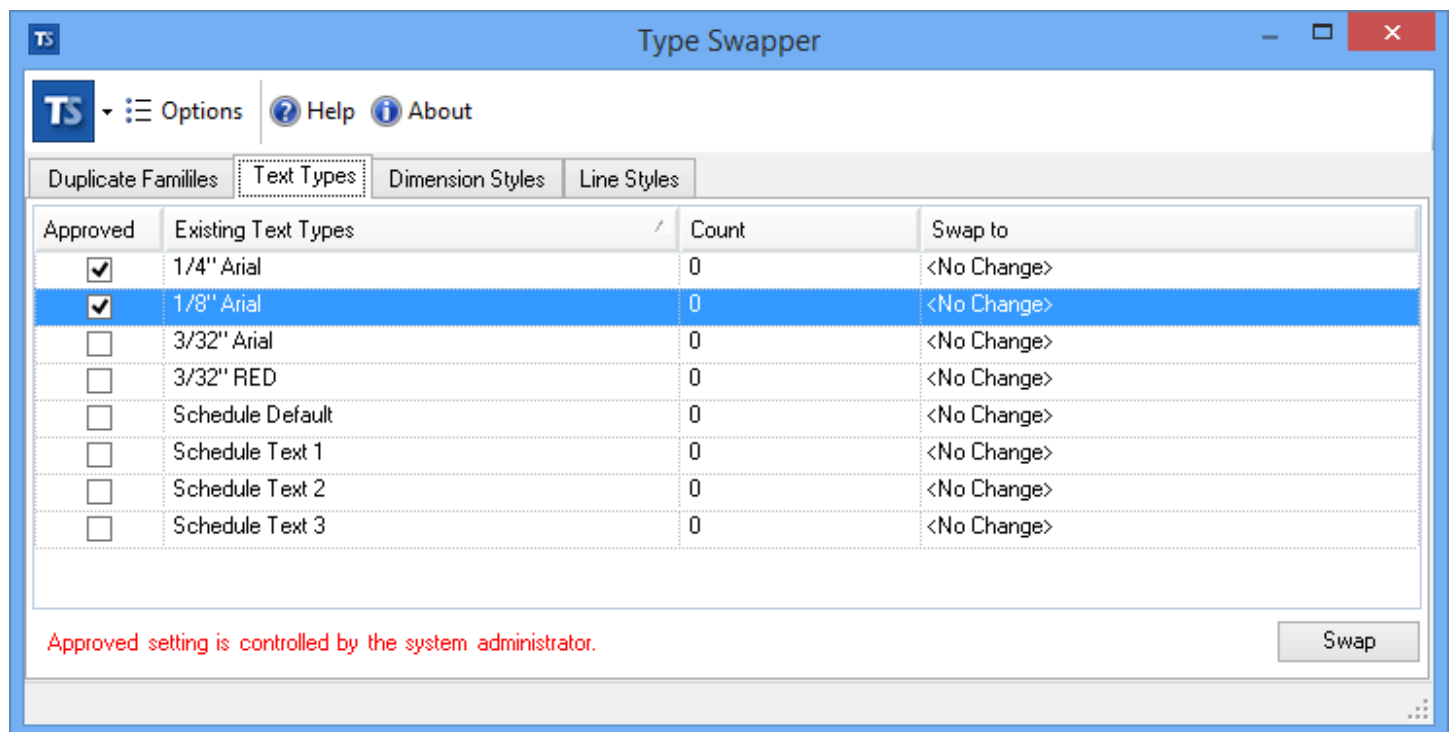 TS Type Swapper
TS Options Help About
Duplicate Famililes Text Types Dimension Styles Line Styles
Approved Existing Text Types Count Swap to
1/4" Arial 0 <No Change>
1/8" Arial 0 <No Change>
3/32" Arial 0 <No Change>
3/32" RED 0 <No Change>
Schedule Default 0 <No Change>
Schedule Text 1 0 <No Change>
Schedule Text 2 0 <No Change>
Schedule Text 3 0 <No Change>
Approved setting is controlled by the system administrator. Swap